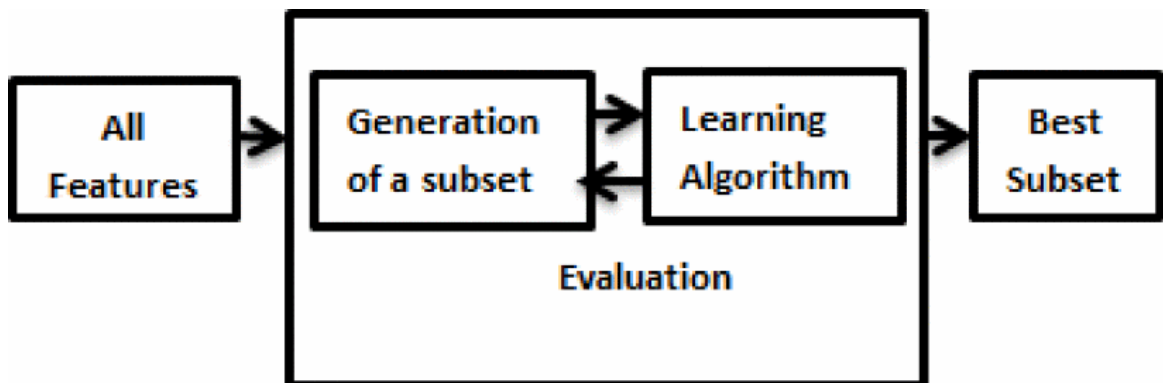 All
Features
Generation
of a subset
Learning
Algorithm
Evaluation
Best
Subset